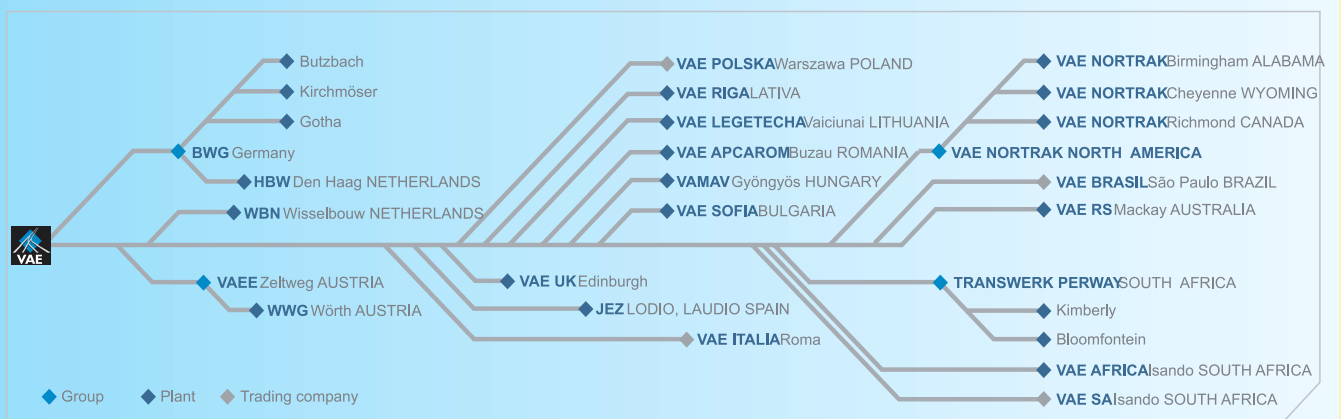 Butzbach
Kirchmöser
Gotha
BWG Germany
HBW Den Haag NETHERLANDS
WBN Wisselbouw NETHERLANDS
VAE
VAEE Zeltweg AUSTRIA
WWG Wörth AUSTRIA
VAE POLSKA Warszawa POLAND
VAE RIGA LATIVA
VAE LEGETECHA Vaiciunai LITHUANIA
VAE APCAROM Buzau ROMANIA
VAMAV Gyöngyös HUNGARY
VAE SOFIA BULGARIA
VAE UK Edinburgh
JEZ LODIO, LAUDIO SPAIN
VAE ITALIA Roma
VAE NORTRAK Birmingham ALABAMA
VAE NORTRAK Cheyenne WYOMING
VAE NORTRAK Richmond CANADA
VAE NORTRAK NORTH AMERICA
VAE BRASIL São Paulo BRAZIL
VAE RS Mackay AUSTRALIA
TRANSWERK PERWAY SOUTH AFRICA
Kimberly
Bloomfontein
VAE AFRICA Isando SOUTH AFRICA
VAE SA Isando SOUTH AFRICA
Group Plant Trading company